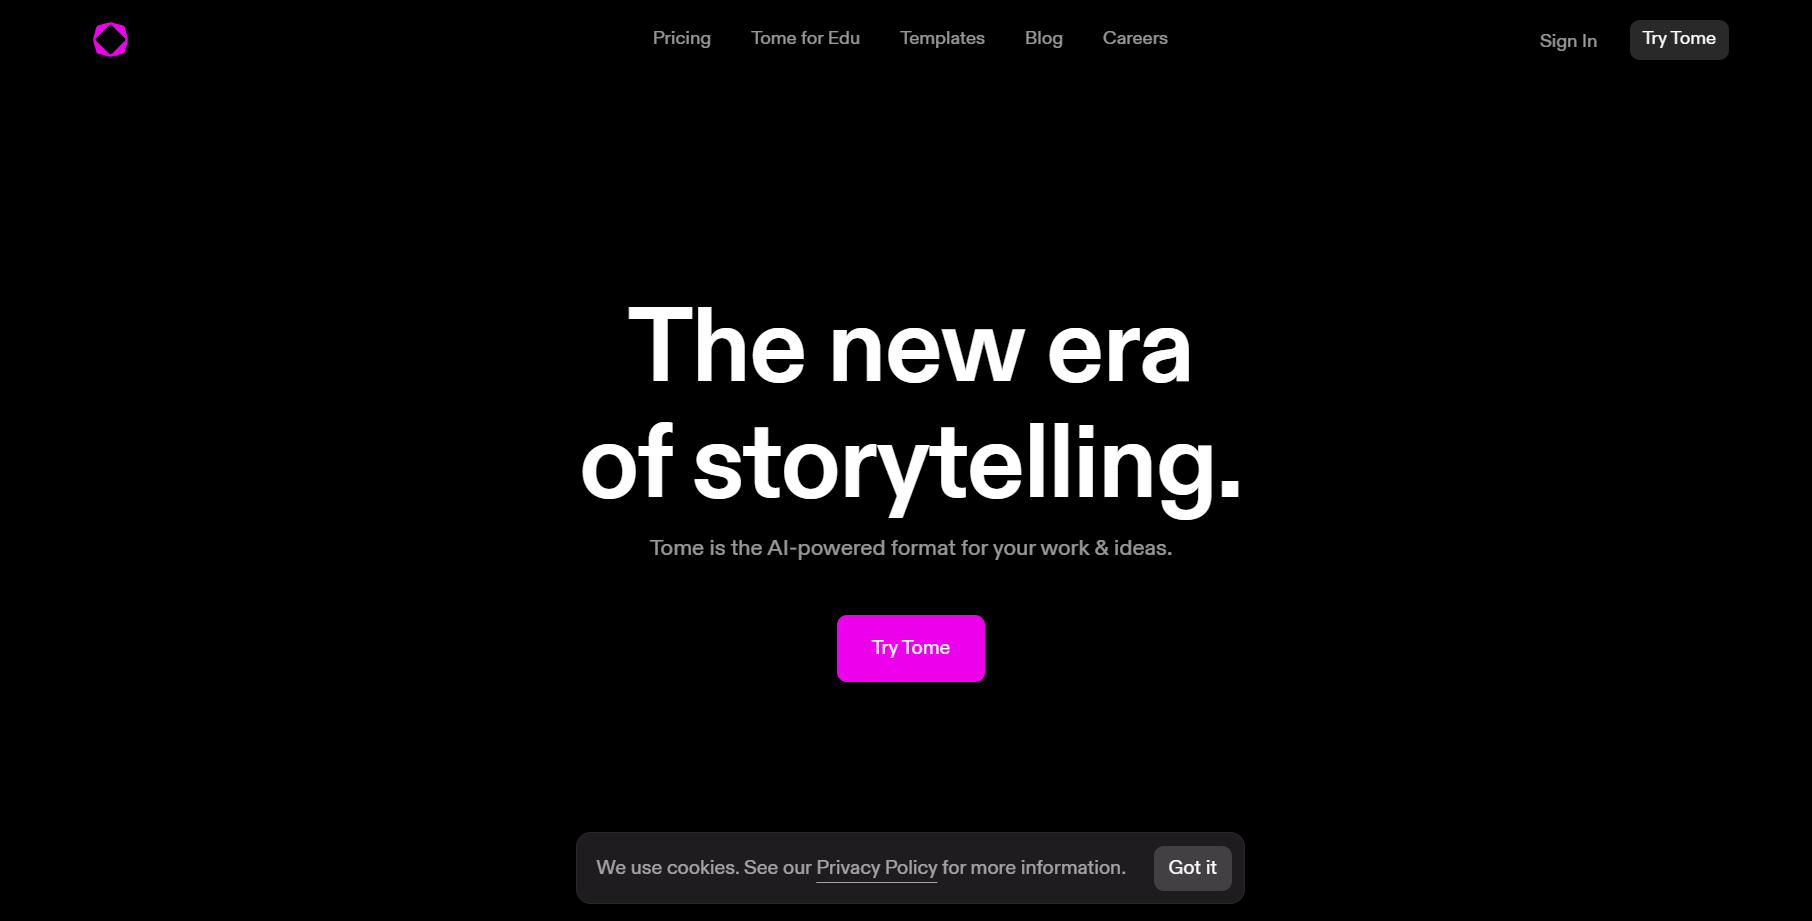 Pricing Tome for Edu Templates Blog Careers Sign In Try Tome
The new era
of storytelling.
Tome is the AI-powered format for your work & ideas.
Try Tome
We use cookies. See our Privacy Policy for more information. Got it